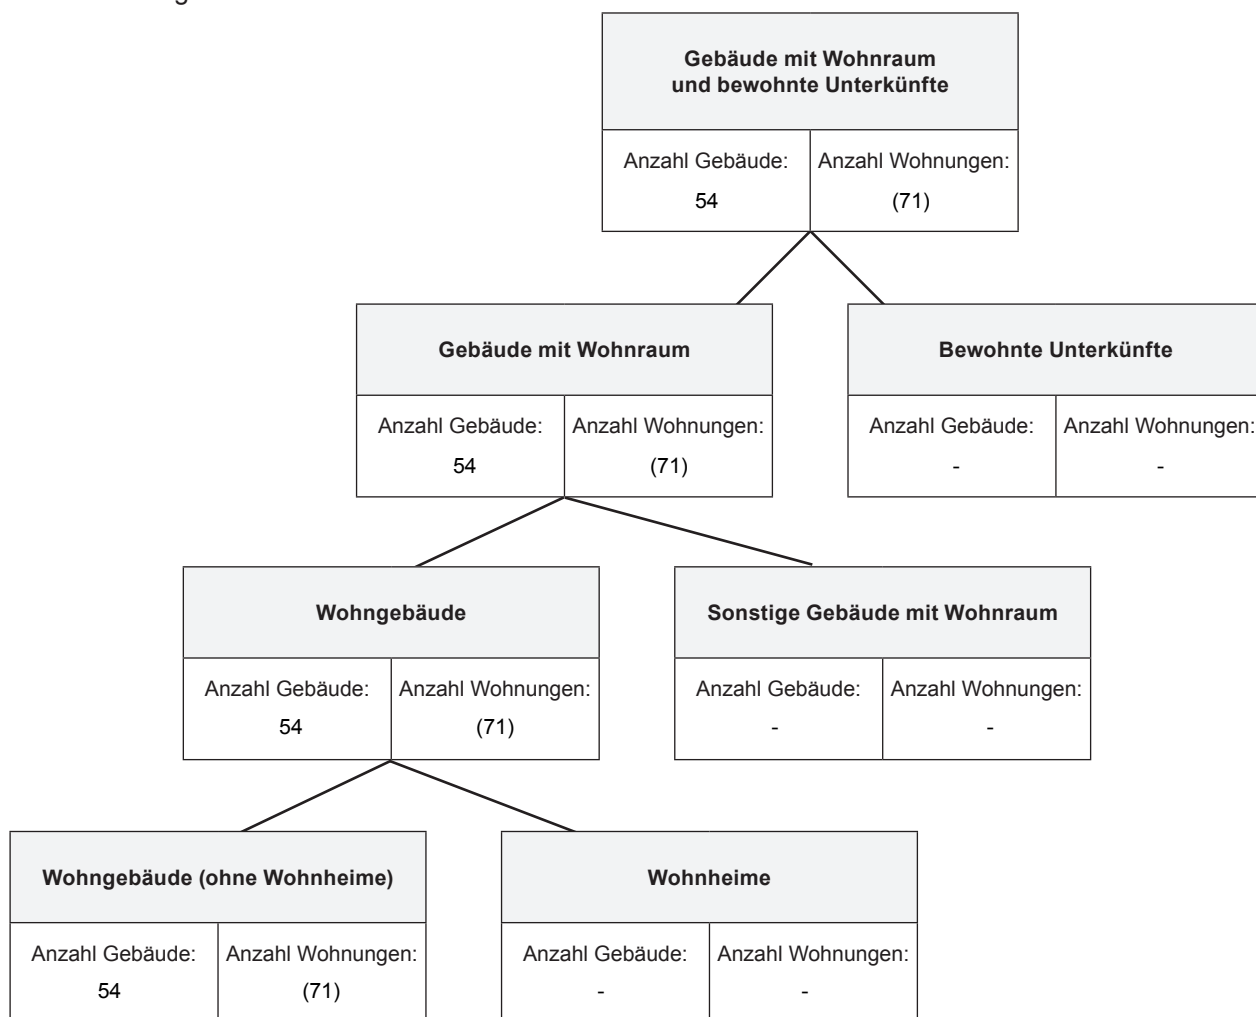 Gebäude mit Wohnraum
und bewohnte Unterkünfte
Anzahl Gebäude: Anzahl Wohnungen:
54 (71)
Gebäude mit Wohnraum
Anzahl Gebäude: Anzahl Wohnungen:
54 (71)
Bewohnte Unterkünfte
Anzahl Gebäude: Anzahl Wohnungen:
- -
Wohngebäude
Anzahl Gebäude: Anzahl Wohnungen:
54 (71)
Sonstige Gebäude mit Wohnraum
Anzahl Gebäude: Anzahl Wohnungen:
- -
Wohngebäude (ohne Wohnheime)
Anzahl Gebäude: Anzahl Wohnungen:
54 (71)
Wohnheime
Anzahl Gebäude: Anzahl Wohnungen:
- -